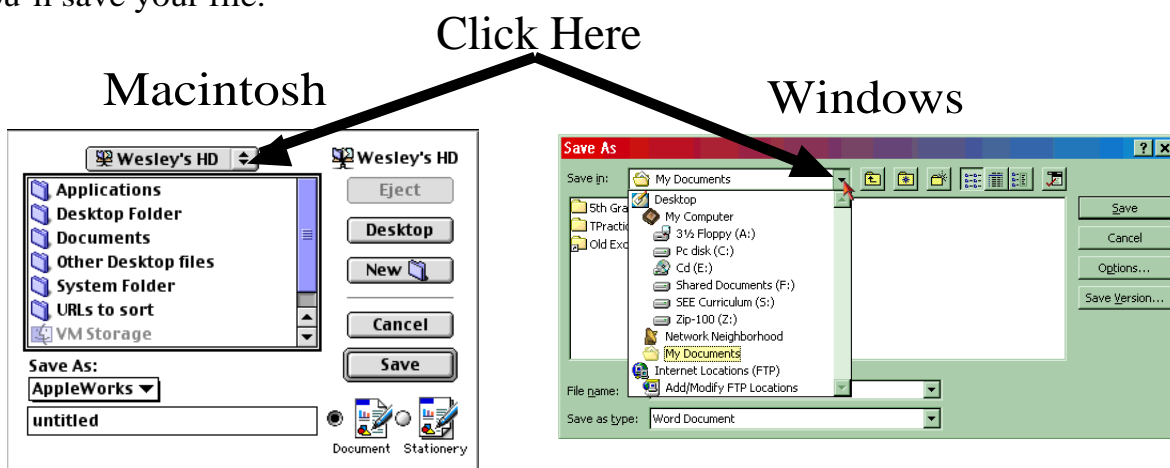 ou'll save your file.
Click Here
Macintosh
Windows
Wesley's HD
Wesley's HD
Applications
Desktop Folder
Documents
Other Desktop files
System Folder
URLs to sort
VM Storage
Eject
Desktop
New
Cancel
Save
Save As:
AppleWorks
untitled
Document Stationery
Save As
Save in: My Documents
5th Gra
TPractic
Old Exc
Desktop
My Computer
3½ Floppy (A:)
Pc disk (C:)
Cd (E:)
Shared Documents (F:)
SEE Curriculum (S:)
Zip-100 (Z:)
Network Neighborhood
My Documents
Internet Locations (FTP)
Add/Modify FTP Locations
Save
Cancel
Options...
Save Version...
File name:
Save as type: Word Document